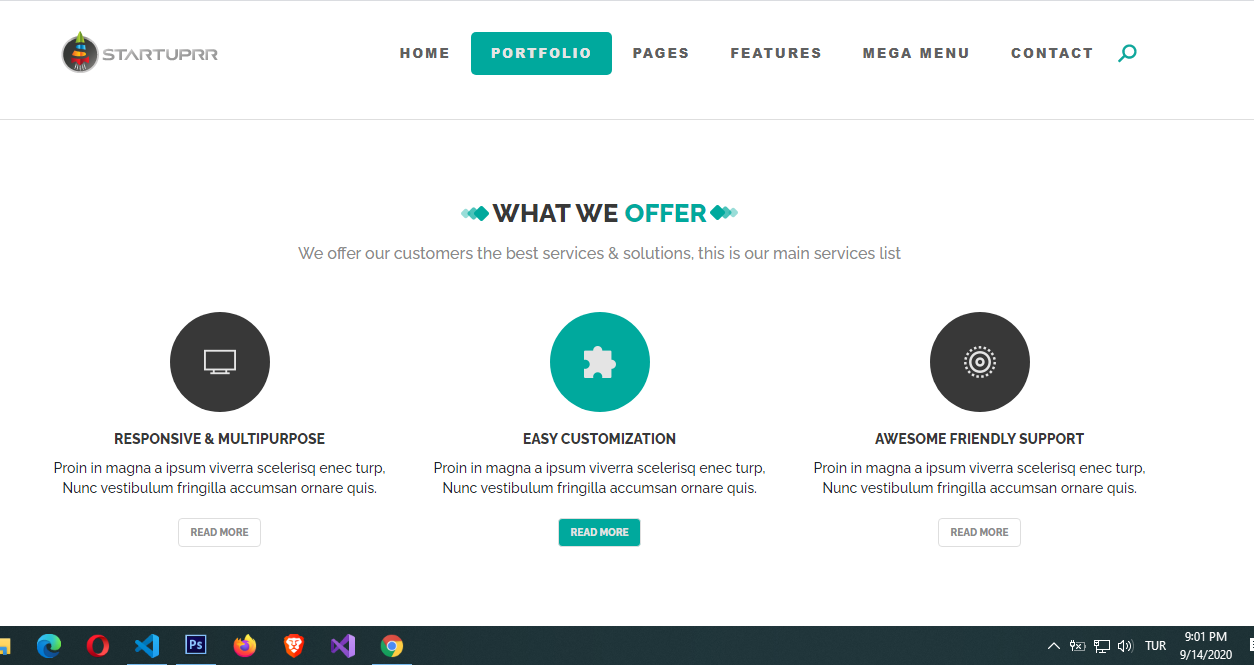 STARTUPRR
HOME PORTFOLIO PAGES FEATURES MEGA MENU CONTACT
WHAT WE OFFER
We offer our customers the best services & solutions, this is our main services list
RESPONSIVE & MULTIPURPOSE
Proin in magna a ipsum viverra scelerisq enec turp,
Nunc vestibulum fringilla accumsan ornare quis.
READ MORE
EASY CUSTOMIZATION
Proin in magna a ipsum viverra scelerisq enec turp,
Nunc vestibulum fringilla accumsan ornare quis.
READ MORE
AWESOME FRIENDLY SUPPORT
Proin in magna a ipsum viverra scelerisq enec turp,
Nunc vestibulum fringilla accumsan ornare quis.
READ MORE
Ps
TUR
9:01 PM
9/14/2020